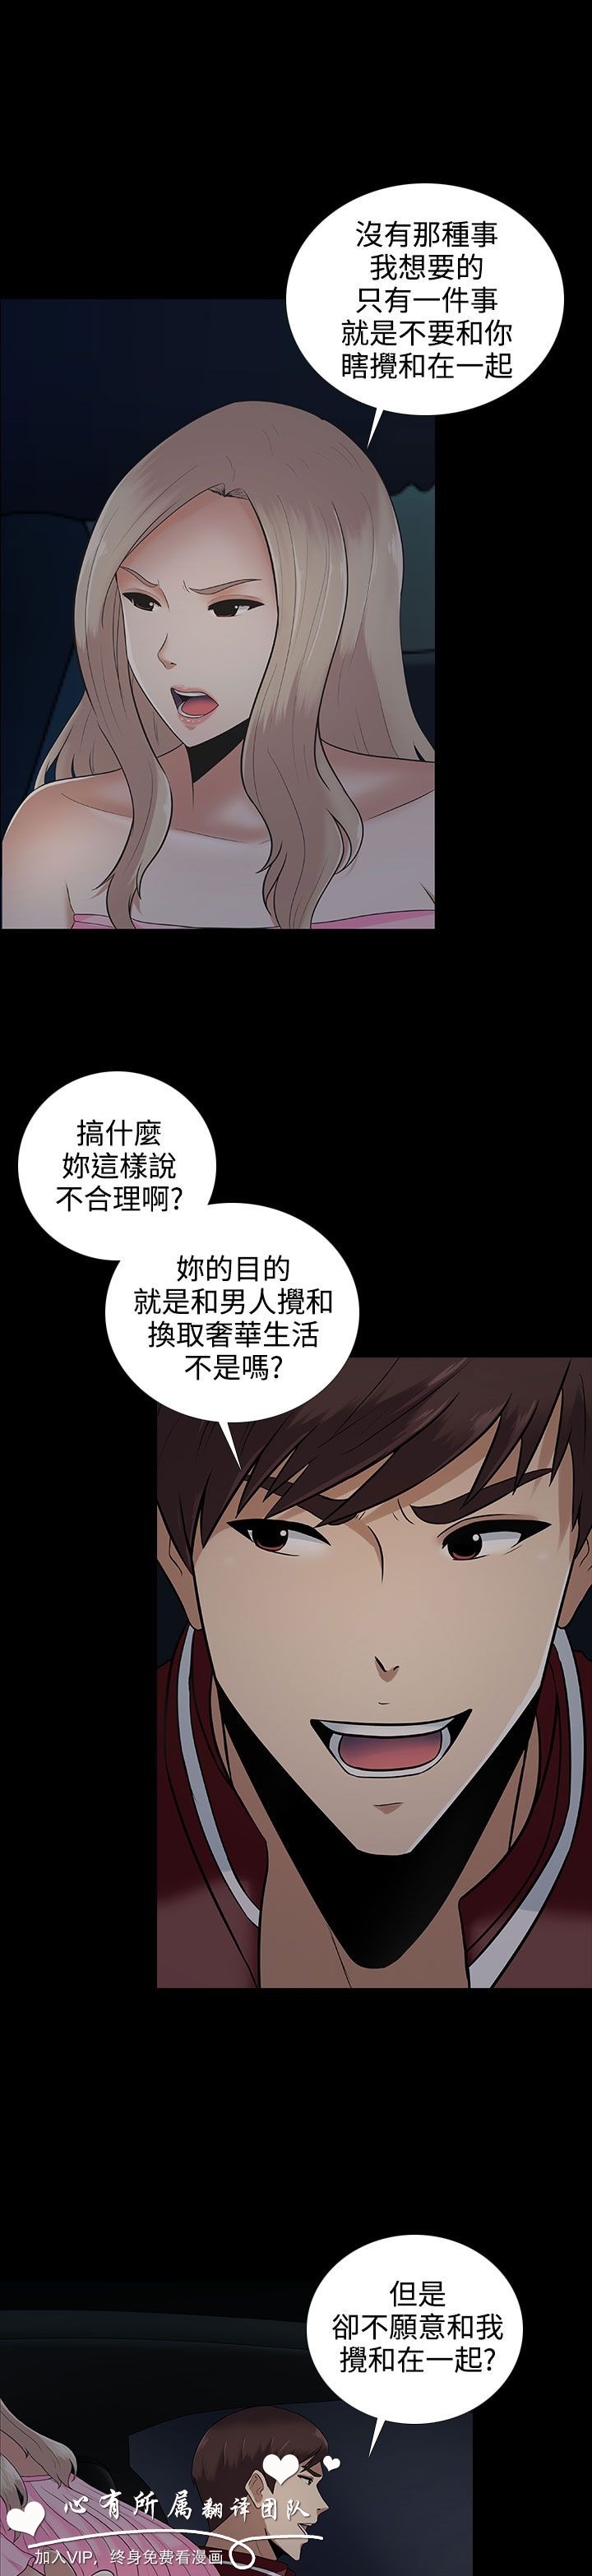 沒有那種事
我想要的
只有一件事
就是不要和你
瞎攪和在一起
搞什麼
妳這樣說
不合理啊?
妳的目的
就是和男人攪和
換取奢華生活
不是嗎?
但是
卻不願意和我
攪和在一起?
心有所属翻译团队
加入VIP，终身免费看漫画